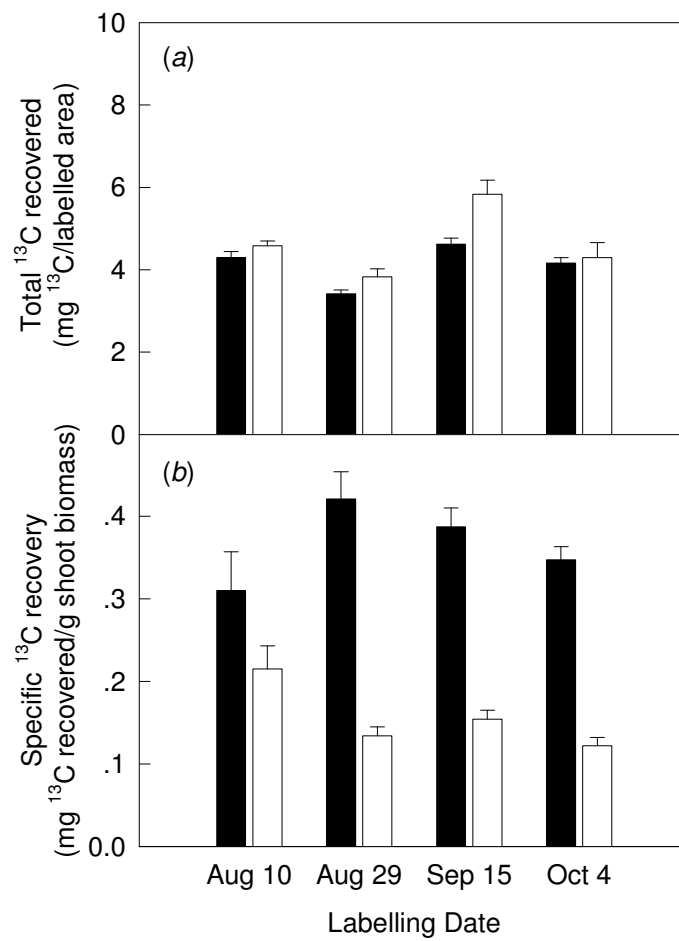 10
(a)
8
6
4
2
0
Total ¹³C recovered
(mg ¹³C/labelled area)
(b)
.4
.3
.2
.1
0.0
Specific ¹³C recovery
(mg ¹³C recovered/g shoot biomass)
Aug 10 Aug 29 Sep 15 Oct 4
Labelling Date